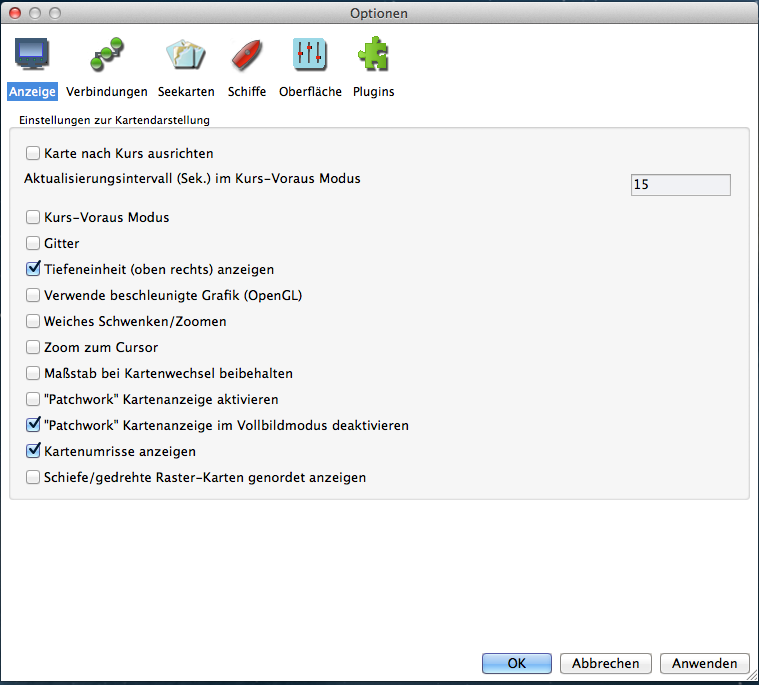 Optionen
Anzeige Verbindungen Seekarten Schiffe Oberfläche Plugins
Einstellungen zur Kartendarstellung
Karte nach Kurs ausrichten
Aktualisierungsintervall (Sek.) im Kurs-Voraus Modus
15
Kurs-Voraus Modus
Gitter
Tiefeneinheit (oben rechts) anzeigen
Verwende beschleunigte Grafik (OpenGL)
Weiches Schwenken/Zoomen
Zoom zum Cursor
Maßstab bei Kartenwechsel beibehalten
"Patchwork" Kartenanzeige aktivieren
"Patchwork" Kartenanzeige im Vollbildmodus deaktivieren
Kartenumrisse anzeigen
Schiefe/gedrehte Raster-Karten genordet anzeigen
OK Abbrechen Anwenden